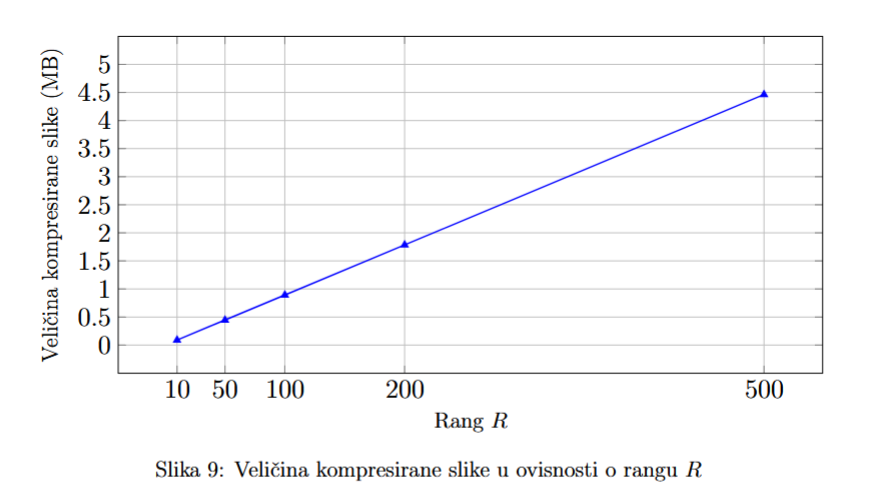 Veličina kompresirane slike (MB)
5
4.5
4
3.5
3
2.5
2
1.5
1
0.5
0
10 50 100 200 500
Rang R
Slika 9: Veličina kompresirane slike u ovisnosti o rangu R